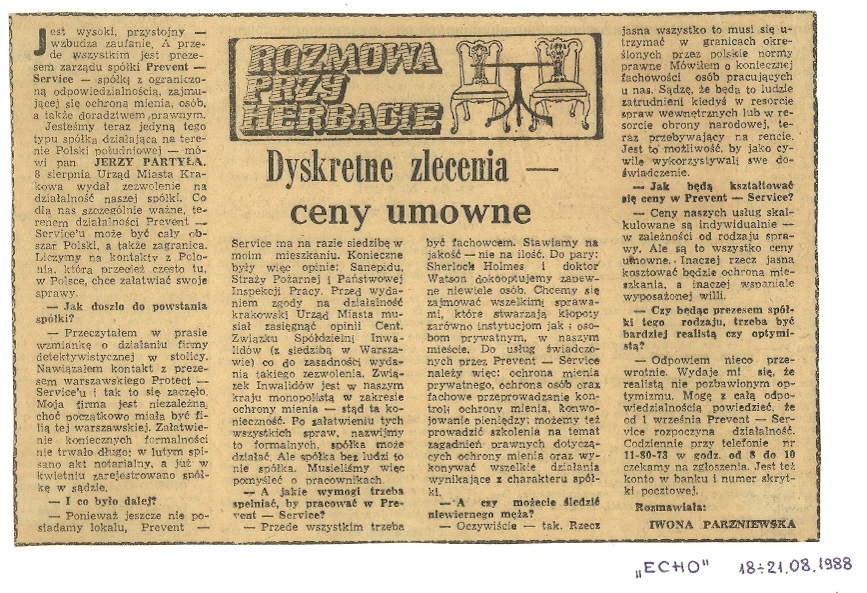 Jest wysoki, przystojny —
wzbudza zaufanie. A prze-
de wszystkim jest preze-
sem zarządu spółki Prevent —
Service — spółki z ograniczo-
ną odpowiedzialnością, zajmu-
jącej się ochroną mienia, osób,
a także doradztwem prawnym.
Jesteśmy teraz jedyną tego
typu spółką działającą na tere-
nie Polski południowej — mó-
wi pan JERZY PARTYŁA.
8 sierpnia Urząd Miasta Kra-
kowa wydał zezwolenie na
działalność naszej spółki. Co
dla nas szczególnie ważne, te-
renem działalności Prevent —
Service'u może być cały ob-
szar Polski, a także zagranica.
Liczymy na kontakty z Polo-
nią, która przecież często tu,
w Polsce, chce załatwiać swoje
sprawy.
— Jak doszło do powstania
spółki?
— Przeczytałem w prasie
wzmiankę o działaniu firmy
detektywistycznej w stolicy.
Nawiązałem kontakt z preze-
sem warszawskiego Protect —
Service'u i tak to się zaczęło.
Moja firma jest niezależna,
choć początkowo miała być fi-
lią tej warszawskiej. Załatwie-
nie koniecznych formalności
nie trwało długo; w lutym spi-
sano akt notarialny, a już w
kwietniu zarejestrowano spół-
kę w sądzie.
— I co było dalej?
— Ponieważ jeszcze nie po-
siadamy lokalu, Prevent —
ROZMOWA
PRZY
HERBACIE
Dyskretne zlecenia —
ceny umowne
Service ma na razie siedzibę w
moim mieszkaniu. Konieczne
były więc opinie: Sanepidu,
Straży Pożarnej i Państwowej
Inspekcji Pracy. Przed wyda-
niem zgody na działalność
krakowski Urząd Miasta mu-
siał zasięgnąć opinii Cent.
Związku Spółdzielni Inwa-
lidów (z siedzibą w Warsza-
wie) co do zasadności wyda-
nia takiego zezwolenia. Zwią-
zek Inwalidów jest w naszym
kraju monopolistą w zakresie
ochrony mienia — stąd ta ko-
nieczność. Po załatwieniu tych
wszystkich spraw, nazwijmy
to formalnych, spółka może
działać. Ale spółka bez ludzi to
nie spółka. Musieliśmy więc
pomyśleć o pracownikach.
— A jakie wymogi trzeba
spełniać, by pracować w Pre-
vent — Service?
— Przede wszystkim trzeba
być fachowcem. Stawiamy na
jakość — nie na ilość. Do pary:
Sherlock Holmes i doktor
Watson dokooptujemy zapew-
ne niewiele osób. Chcemy się
zajmować wszelkimi sprawa-
mi, które stwarzają kłopoty
zarówno instytucjom jak i oso-
bom prywatnym, w naszym
mieście. Do usług świadczo-
nych przez Prevent — Service
należy więc: ochrona mienia
prywatnego, ochrona osób oraz
fachowe przeprowadzanie kon-
troli ochrony mienia, konwo-
jowanie pieniędzy; możemy też
prowadzić szkolenia na temat
zagadnień prawnych dotyczą-
cych ochrony mienia oraz wy-
konywać wszelkie działania
wynikające z charakteru spół-
ki.
— A czy możecie śledzić
niewiernego męża?
— Oczywiście — tak. Rzecz
jasna wszystko to musi się u-
trzymać w granicach okre-
ślonych przez polskie normy
prawne. Mówiłem o koniecznej
fachowości osób pracujących
u nas. Sądzę, że będą to ludzie
zatrudnieni kiedyś w resorcie
spraw wewnętrznych lub w re-
sorcie obrony narodowej, te-
raz przebywający na rencie.
Jest to możliwość, by jako cy-
wile wykorzystywali swe do-
świadczenie.
— Jak będą kształtować
się ceny w Prevent — Service?
— Ceny naszych usług skal-
kulowane są indywidualnie —
w zależności od rodzaju spra-
wy. Ale są to wszystko ceny
umowne. Inaczej rzecz jasna
kosztować będzie ochrona mie-
szkania, a inaczej wspaniale
wyposażonej willi.
— Czy będąc prezesem spół-
ki tego rodzaju, trzeba być
bardziej realistą czy optymi-
stą?
— Odpowiem nieco prze-
wrotnie. Wydaje mi się, że
realistą nie pozbawionym op-
tymizmu. Mogę z całą odpo-
wiedzialnością powiedzieć, że
od 1 września Prevent — Ser-
vice rozpoczyna działalność.
Codziennie przy telefonie nr
11-80-73 w godz. od 8 do 10
czekamy na zgłoszenia. Jest też
konto w banku i numer skryt-
ki pocztowej.
Rozmawiała:
IWONA PARZNIEWSKA
„ECHO" 18÷21.08.1988